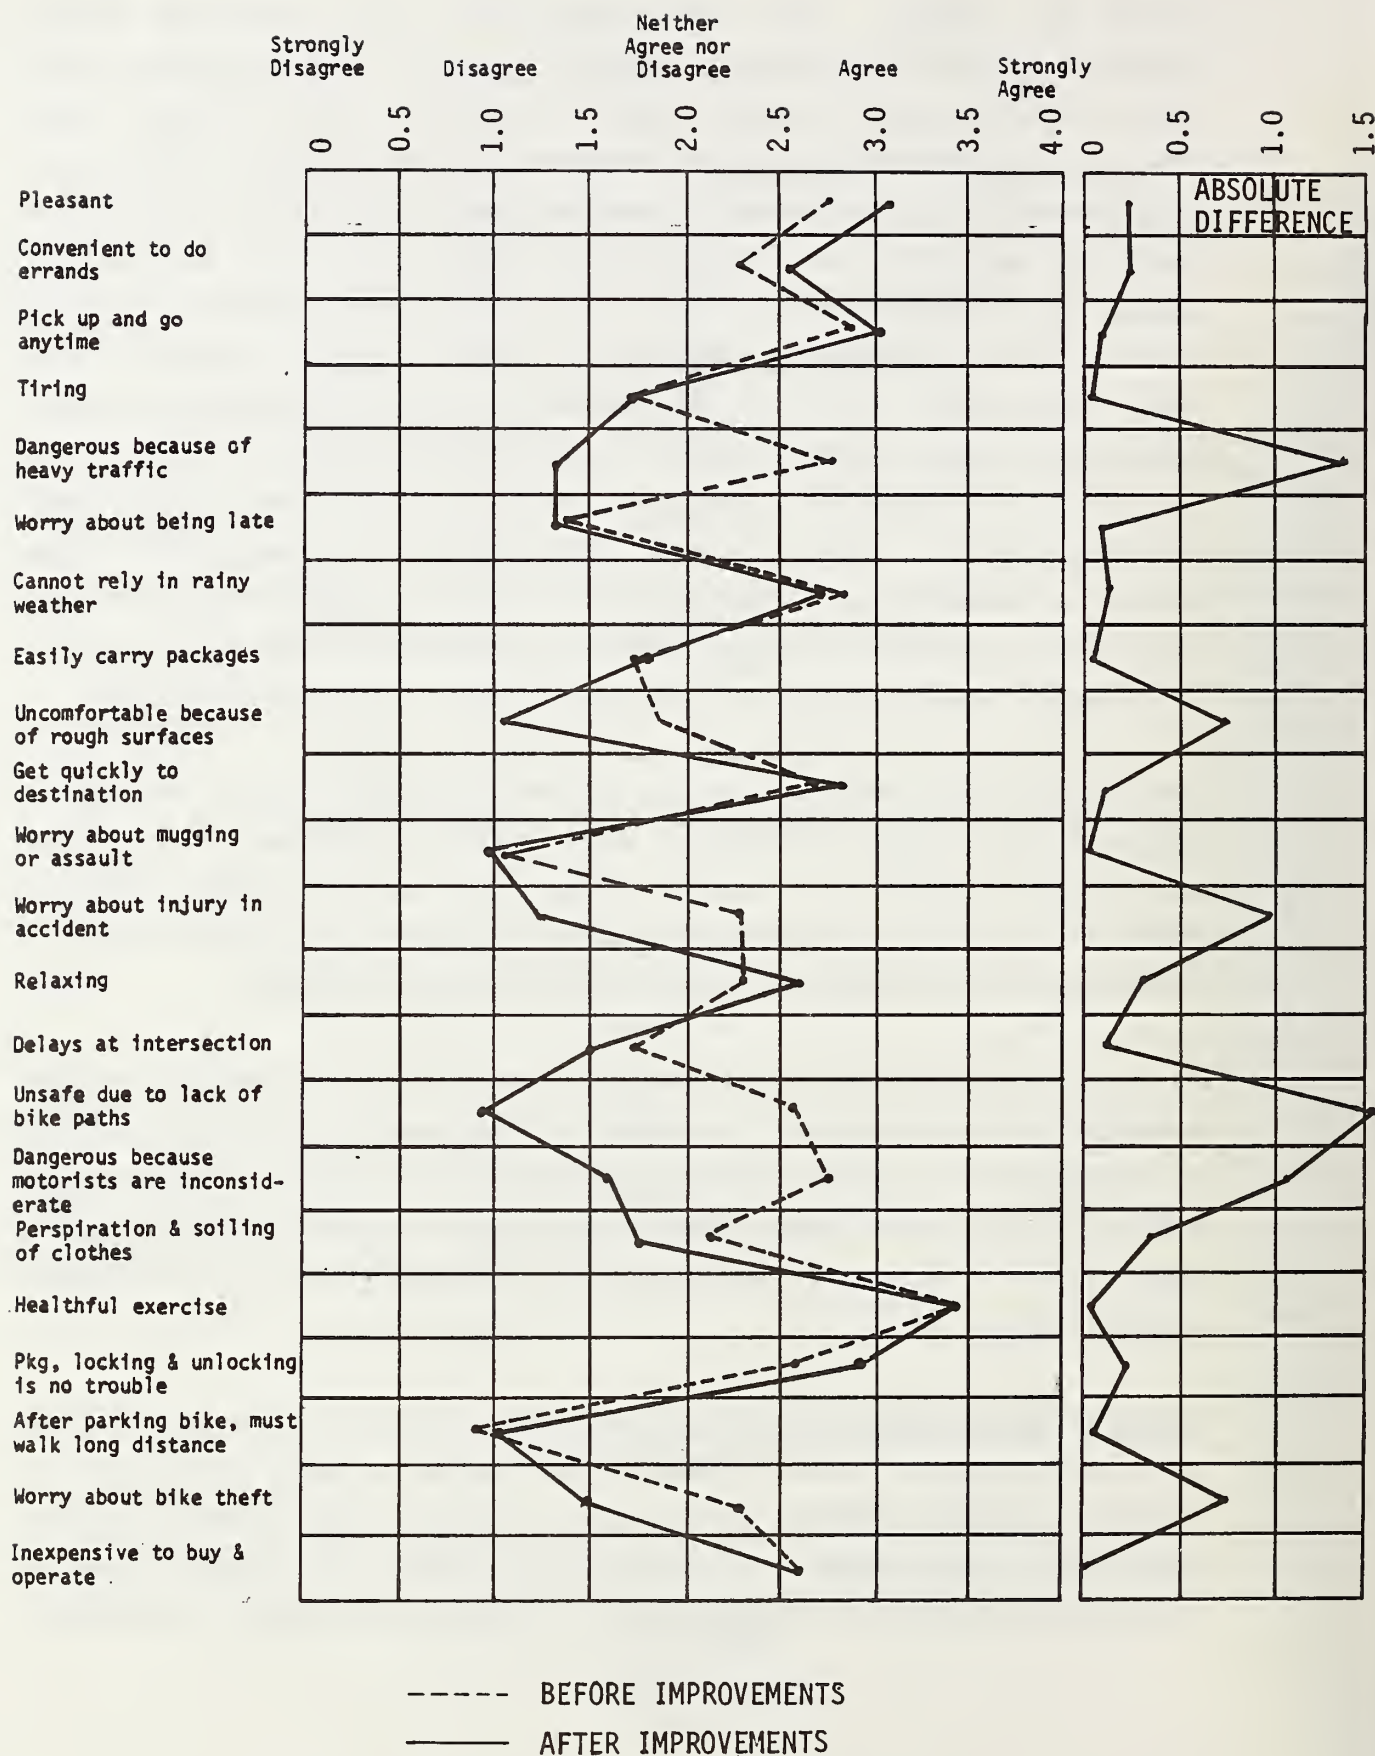 Strongly
Disagree
Disagree
Neither
Agree nor
Disagree
Agree
Strongly
Agree
0 0.5 1.0 1.5 2.0 2.5 3.0 3.5 4.0 0 0.5 1.0 1.5
ABSOLUTE
DIFFERENCE
Pleasant
Convenient to do
errands
Pick up and go
anytime
Tiring
Dangerous because of
heavy traffic
Worry about being late
Cannot rely in rainy
weather
Easily carry packages
Uncomfortable because
of rough surfaces
Get quickly to
destination
Worry about mugging
or assault
Worry about injury in
accident
Relaxing
Delays at intersection
Unsafe due to lack of
bike paths
Dangerous because
motorists are inconsid-
erate
Perspiration & soiling
of clothes
Healthful exercise
Pkg, locking & unlocking
is no trouble
After parking bike, must
walk long distance
Worry about bike theft
Inexpensive to buy &
operate
BEFORE IMPROVEMENTS
AFTER IMPROVEMENTS